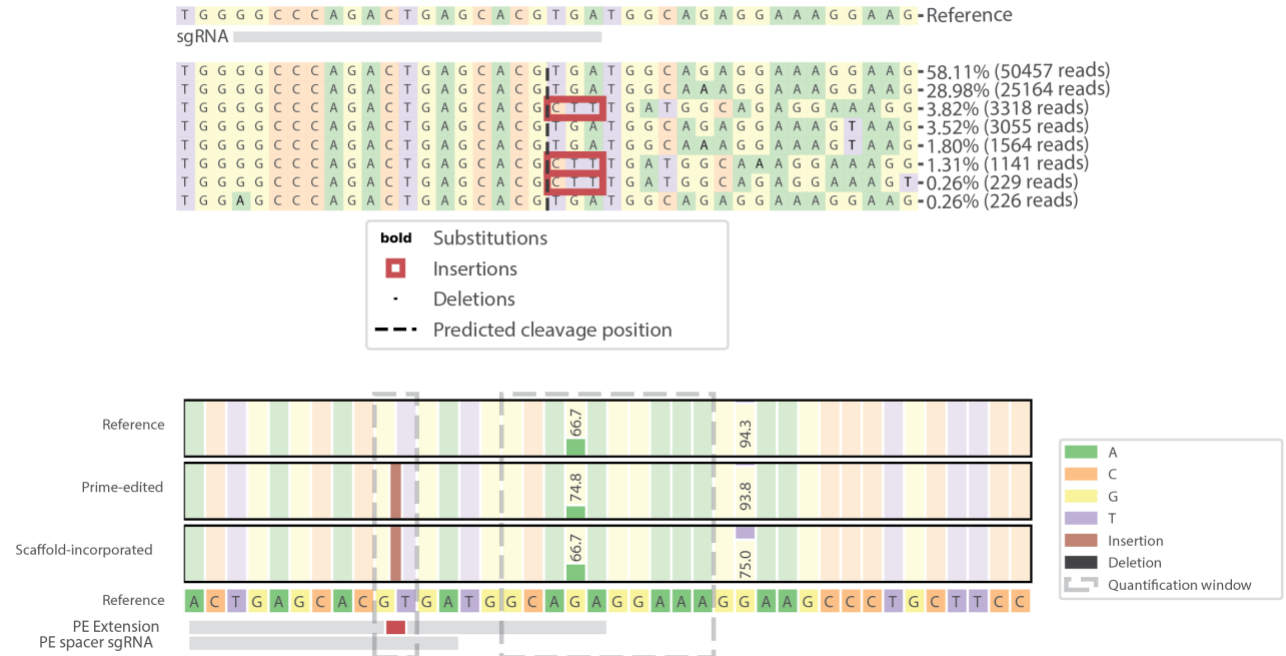 T G G G G C C C A G A C T G A G C A C G T G A T G G C A G A G G A A A G G A A G Reference
sgRNA
T G G G G C C C A G A C T G A G C A C G T G A T G G C A G A G G A A A G G A A G 58.11% (50457 reads)
T G G G G C C C A G A C T G A G C A C G T G A T G G C A A A G G A A A G G A A G 28.98% (25164 reads)
T G G G G C C C A G A C T G A G C A C G C T T T G A T G G C A G A G G A A A G G 3.82% (3318 reads)
T G G G G C C C A G A C T G A G C A C G T G A T G G C A G A G G A A A G T A A G 3.52% (3055 reads)
T G G G G C C C A G A C T G A G C A C G T G A T G G C A A A G G A A A G T A A G 1.80% (1564 reads)
T G G G G C C C A G A C T G A G C A C G C T T T G A T G G C A A A G G A A A G G 1.31% (1141 reads)
T G G G G C C C A G A C T G A G C A C G C T T T G A T G G C A G A G G A A A G T 0.26% (229 reads)
T G G A G C C C A G A C T G A G C A C G T G A T G G C A G A G G A A A G G A A G 0.26% (226 reads)
bold Substitutions
Insertions
Deletions
Predicted cleavage position
Reference 66.7 94.3
Prime-edited 74.8 93.8
Scaffold-incorporated 66.7 75.0
Reference A C T G A G C A C G T G A T G G C A G A G G A A A G G A A G C C C T G C T T C C
PE Extension
PE spacer sgRNA
A
C
G
T
Insertion
Deletion
Quantification window